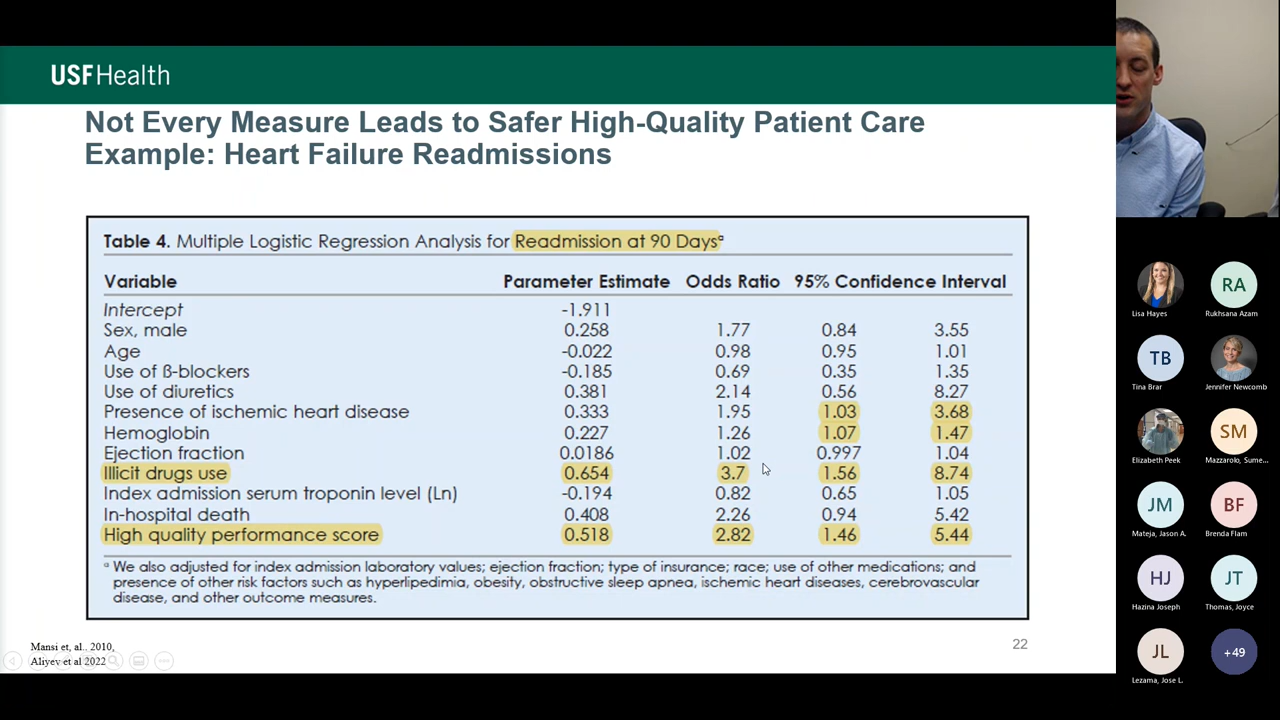 USF Health
Not Every Measure Leads to Safer High-Quality Patient Care
Example: Heart Failure Readmissions
Table 4. Multiple Logistic Regression Analysis for Readmission at 90 Daysᵃ
Variable Parameter Estimate Odds Ratio 95% Confidence Interval
Intercept -1.911
Sex, male 0.258 1.77 0.84 3.55
Age -0.022 0.98 0.95 1.01
Use of ß-blockers -0.185 0.69 0.35 1.35
Use of diuretics 0.381 2.14 0.56 8.27
Presence of ischemic heart disease 0.333 1.95 1.03 3.68
Hemoglobin 0.227 1.26 1.07 1.47
Ejection fraction 0.0186 1.02 0.997 1.04
Illicit drugs use 0.654 3.7 1.56 8.74
Index admission serum troponin level (Ln) -0.194 0.82 0.65 1.05
In-hospital death 0.408 2.26 0.94 5.42
High quality performance score 0.518 2.82 1.46 5.44
ᵃ We also adjusted for index admission laboratory values; ejection fraction; type of insurance; race; use of other medications; and
presence of other risk factors such as hyperlipedimia, obesity, obstructive sleep apnea, ischemic heart diseases, cerebrovascular
disease, and other outcome measures.
Mansi et, al.. 2010,
Aliyev et al 2022
22
Lisa Hayes
RA
Rukhsana Azam
TB
Tina Brar
Jennifer Newcomb
Elizabeth Peek
SM
Mazzarolo, Sume...
JM
Mateja, Jason A.
BF
Brenda Flam
HJ
Hazina Joseph
JT
Thomas, Joyce
JL
Lezama, Jose L.
+49